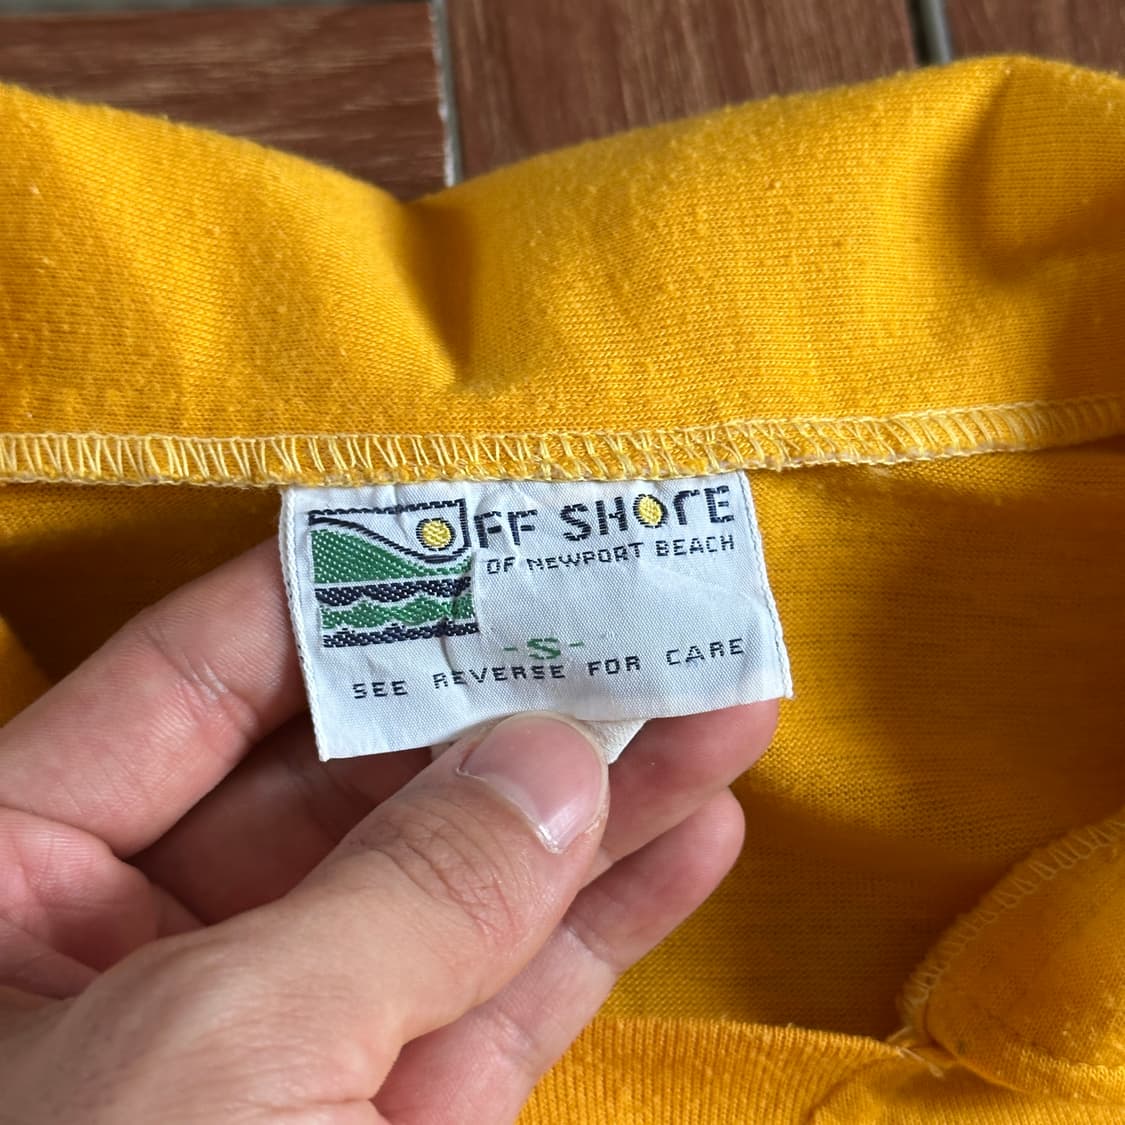 OFF SHORE
OF NEWPORT BEACH
-S-
SEE REVERSE FOR CARE